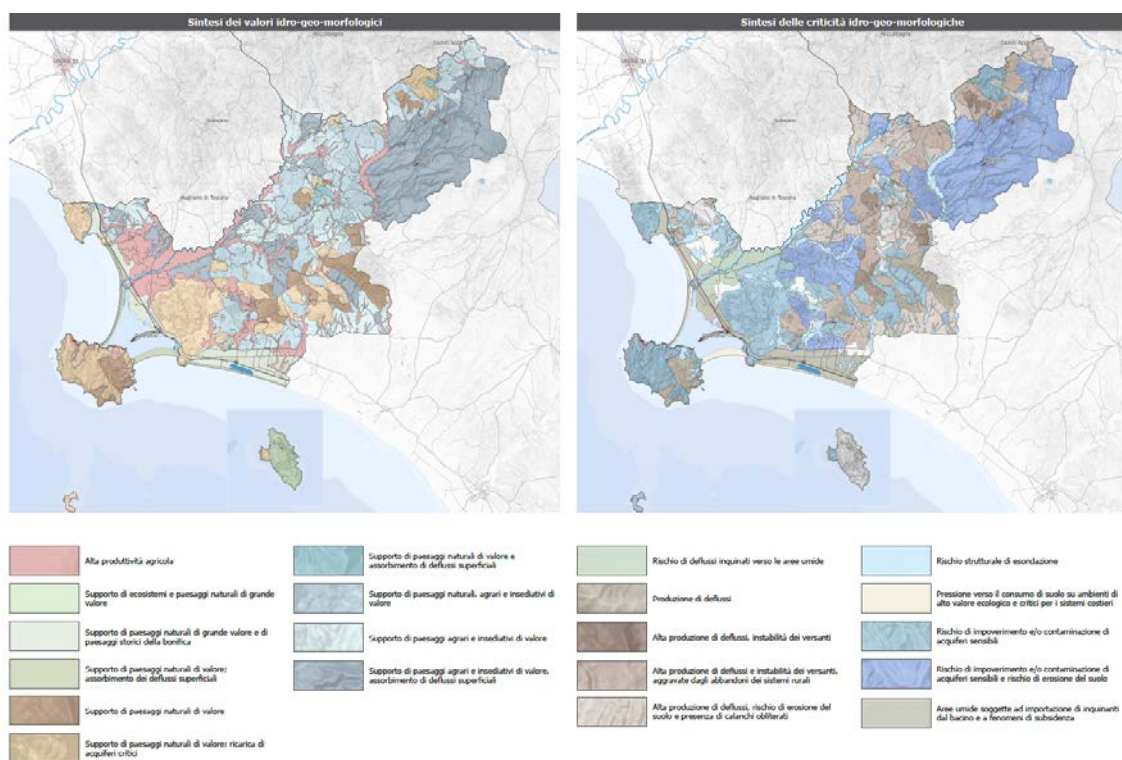 Sintesi dei valori idro-geo-morfologici
Sintesi delle criticità idro-geo-morfologiche
Magliano in Toscana
Alta produttività agricola
Supporto di ecosistemi e paesaggi naturali di grande
valore
Supporto di paesaggi naturali di grande valore e di
paesaggi storici della bonifica
Supporto di paesaggi naturali di valore;
assorbimento dei deflussi superficiali
Supporto di paesaggi naturali di valore
Supporto di paesaggi naturali di valore; ricarica di
acquiferi critici
Supporto di paesaggi naturali di valore e
assorbimento di deflussi superficiali
Supporto di paesaggi naturali, agrari e insediativi di
valore
Supporto di paesaggi agrari e insediativi di valore
Supporto di paesaggi agrari e insediativi di valore,
assorbimento di deflussi superficiali
Rischio di deflussi inquinati verso le aree umide
Produzione di deflussi
Alta produzione di deflussi, instabilità dei versanti
Alta produzione di deflussi e instabilità dei versanti,
aggravate dagli abbandoni dei sistemi rurali
Alta produzione di deflussi, rischio di erosione del
suolo e presenza di calanchi obliterati
Rischio strutturale di esondazione
Pressione verso il consumo di suolo su ambienti di
alto valore ecologico e critici per i sistemi costieri
Rischio di impoverimento e/o contaminazione di
acquiferi sensibili
Rischio di impoverimento e/o contaminazione di
acquiferi sensibili e rischio di erosione del suolo
Aree umide soggette ad importazione di inquinanti
dal bacino e a fenomeni di subsidenza